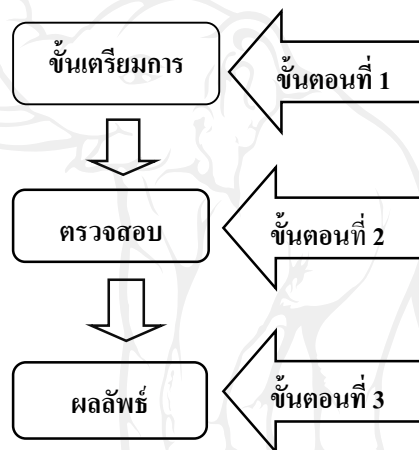 ขั้นเตรียมการ
ขั้นตอนที่ 1
ตรวจสอบ
ขั้นตอนที่ 2
ผลลัพธ์
ขั้นตอนที่ 3